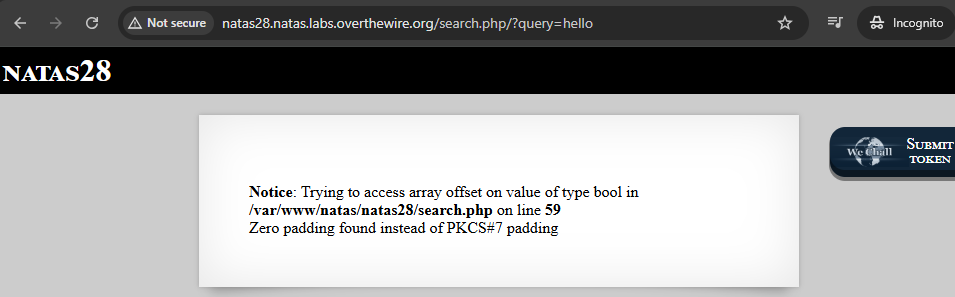 Not secure natas28.natas.labs.overthewire.org/search.php/?query=hello Incognito
NATAS28
We Chall SUBMIT
TOKEN
Notice: Trying to access array offset on value of type bool in
/var/www/natas/natas28/search.php on line 59
Zero padding found instead of PKCS#7 padding